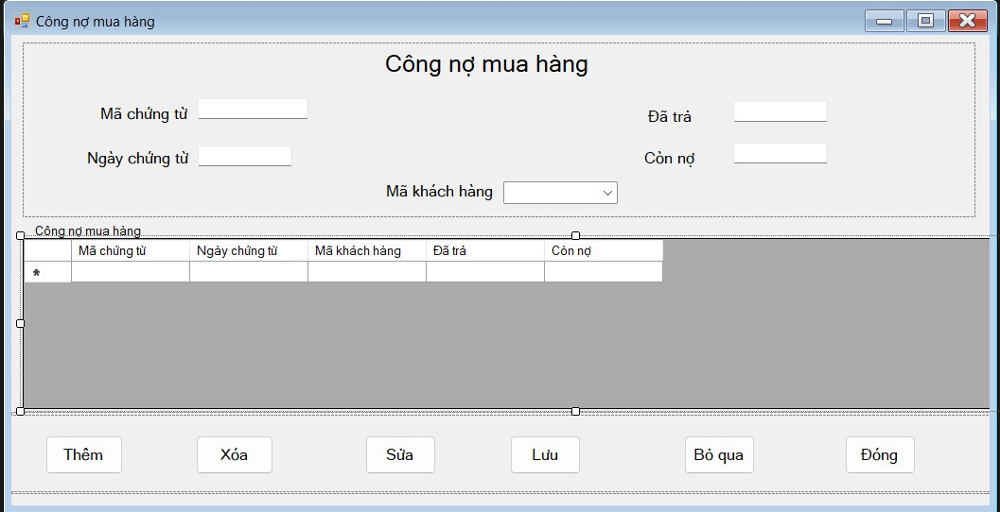 Công nợ mua hàng
Công nợ mua hàng
Mã chứng từ
Đã trả
Ngày chứng từ
Còn nợ
Mã khách hàng
Công nợ mua hàng
Mã chứng từ Ngày chứng từ Mã khách hàng Đã trả Còn nợ
*
Thêm Xóa Sửa Lưu Bỏ qua Đóng